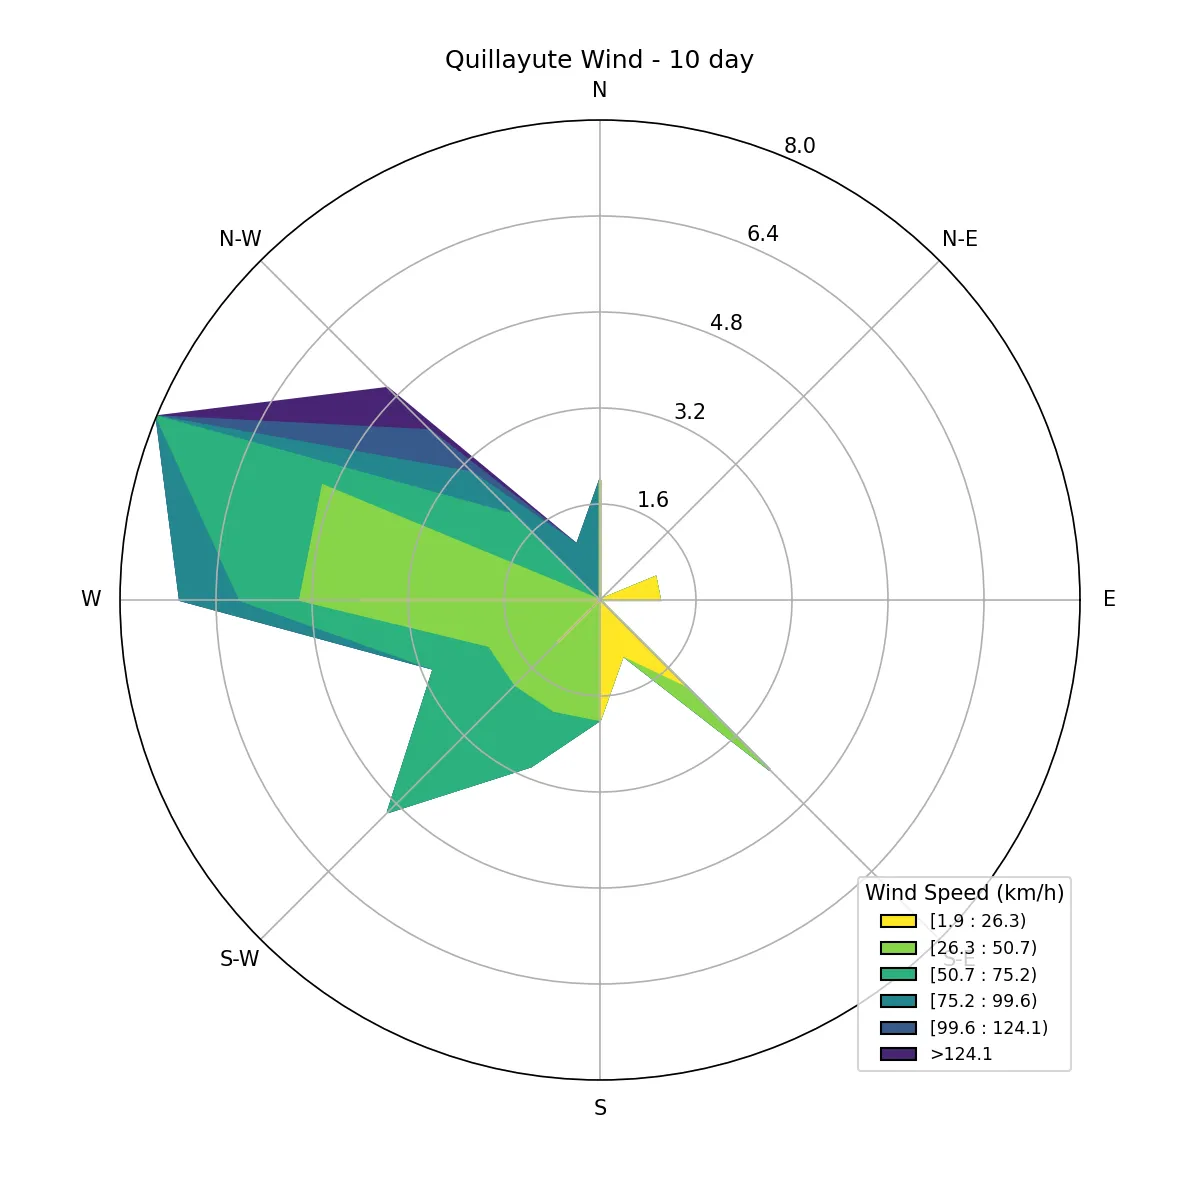 Quillayute Wind - 10 day
N
8.0
N-W
6.4
N-E
4.8
3.2
1.6
W
E
S-W
S-E
Wind Speed (km/h)
[1.9 : 26.3)
[26.3 : 50.7)
[50.7 : 75.2)
[75.2 : 99.6)
[99.6 : 124.1)
>124.1
S